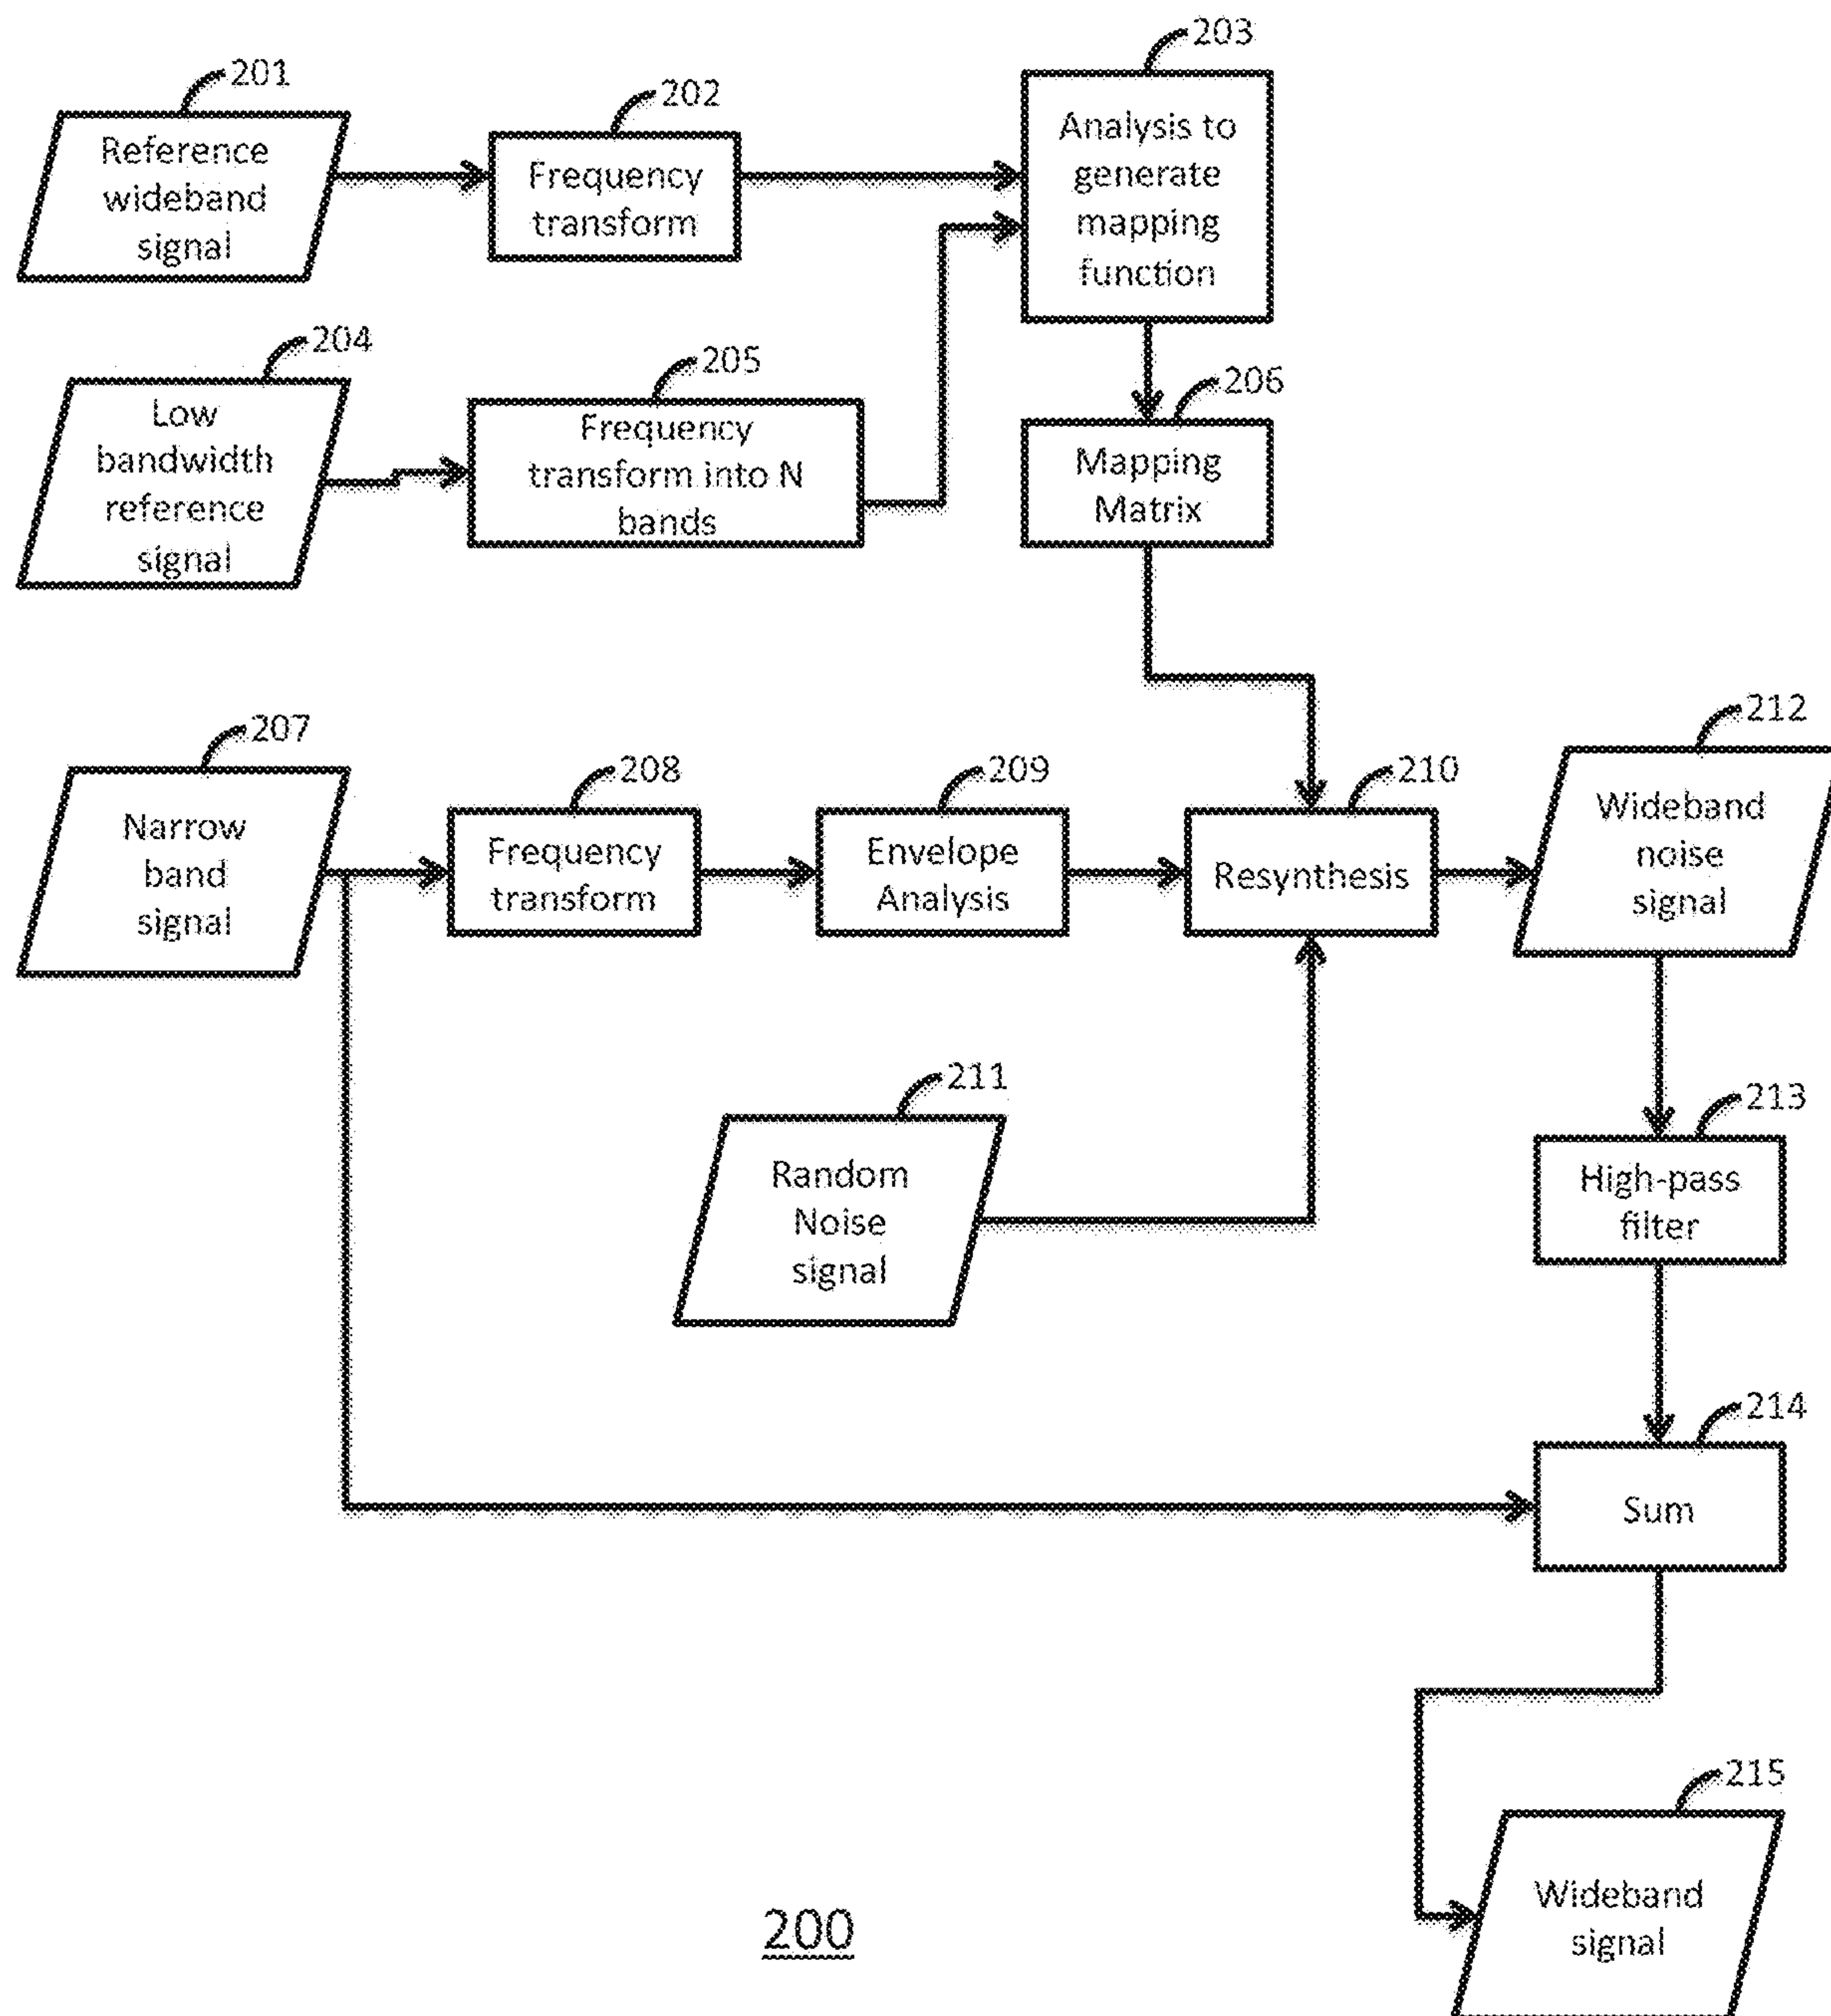 203
201
202
Reference
wideband
signal
Frequency
transform
Analysis to
generate
mapping
function
204
205
206
Low
bandwidth
reference
signal
Frequency
transform into N
bands
Mapping
Matrix
207
208
209
210
212
Narrow
band
signal
Frequency
transform
Envelope
Analysis
Resynthesis
Wideband
noise
signal
211
213
Random
Noise
signal
High-pass
filter
214
Sum
215
Wideband
signal
200